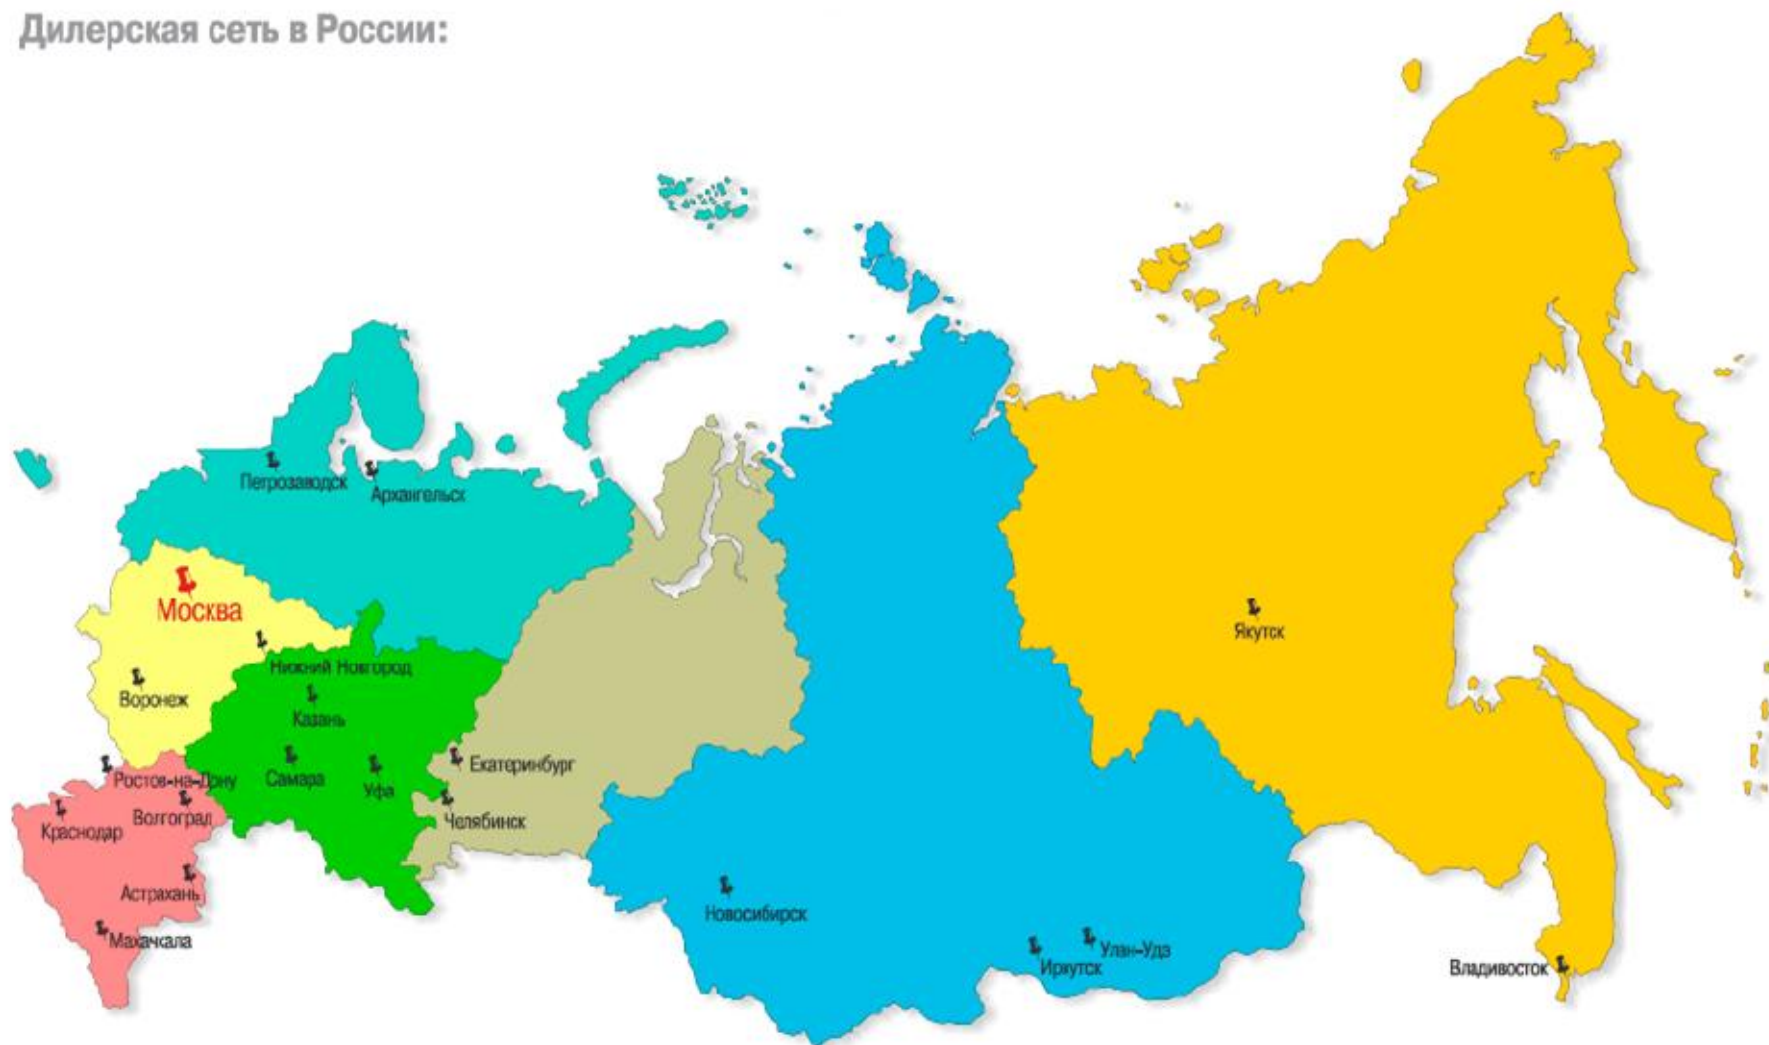 Дилерская сеть в России:
Петрозаводск
Архангельск
Москва
Якутск
Нижний Новгород
Воронеж
Казань
Екатеринбург
Ростов-на-Дону
Самара
Уфа
Волгоград
Челябинск
Краснодар
Астрахань
Новосибирск
Махачкала
Улан-Удэ
Иркутск
Владивосток